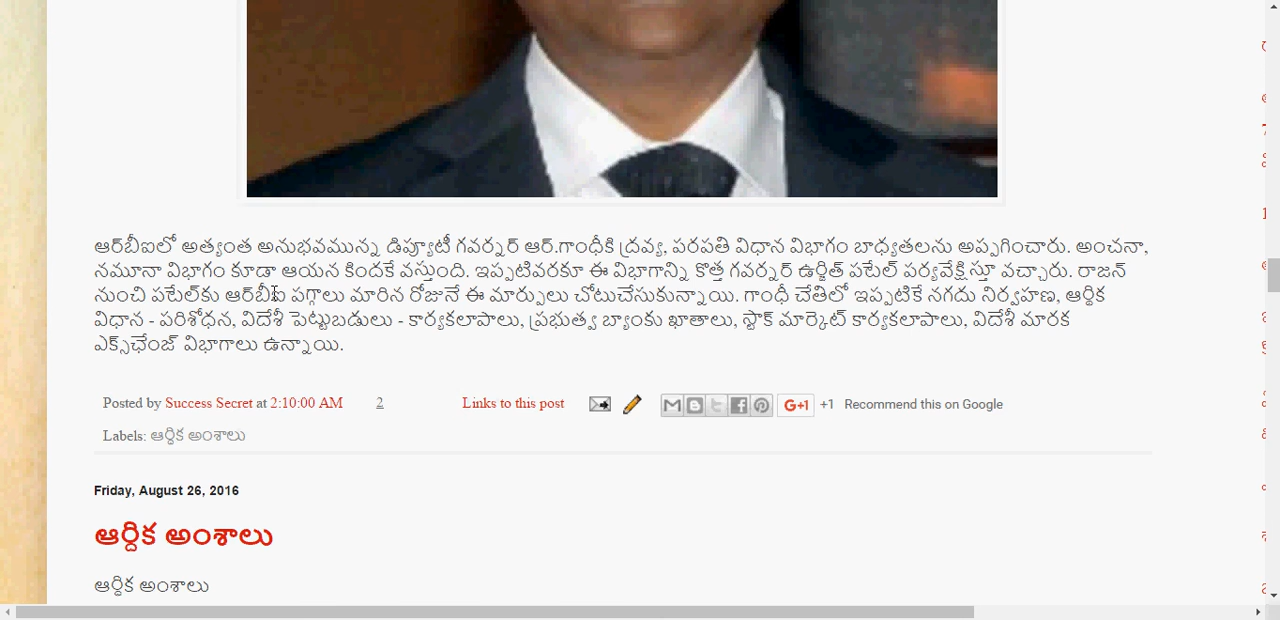 ఆర్‌బీఐలో అత్యంత అనుభవమున్న డిప్యూటీ గవర్నర్ ఆర్.గాంధీకి ద్రవ్య, పరపతి విధాన విభాగం బాధ్యతలను అప్పగించారు. అంచనా,
నమూనా విభాగం కూడా ఆయన కిందకే వస్తుంది. ఇప్పటివరకూ ఈ విభాగాన్ని కొత్త గవర్నర్ ఉర్జిత్ పటేల్ పర్యవేక్షిస్తూ వచ్చారు. రాజన్
నుంచి పటేల్‌కు ఆర్‌బీఐ పగ్గాలు మారిన రోజునే ఈ మార్పులు చోటుచేసుకున్నాయి. గాంధీ చేతిలో ఇప్పటికే నగదు నిర్వహణ, ఆర్థిక
విధాన - పరిశోధన, విదేశీ పెట్టుబడులు - కార్యకలాపాలు, ప్రభుత్వ బ్యాంకు ఖాతాలు, స్టాక్ మార్కెట్ కార్యకలాపాలు, విదేశీ మారక
ఎక్స్ఛేంజ్ విభాగాలు ఉన్నాయి.
Posted by Success Secret at 2:10:00 AM 2 Links to this post G+1 +1 Recommend this on Google
Labels: ఆర్ధిక అంశాలు
Friday, August 26, 2016
ఆర్దిక అంశాలు
ఆర్దిక అంశాలు